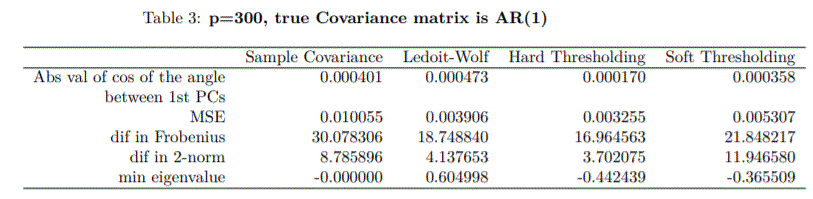 Table 3: p=300, true Covariance matrix is AR(1)
Sample Covariance Ledoit-Wolf Hard Thresholding Soft Thresholding
Abs val of cos of the angle 0.000401 0.000473 0.000170 0.000358
between 1st PCs
MSE 0.010055 0.003906 0.003255 0.005307
dif in Frobenius 30.078306 18.748840 16.964563 21.848217
dif in 2-norm 8.785896 4.137653 3.702075 11.946580
min eigenvalue -0.000000 0.604998 -0.442439 -0.365509